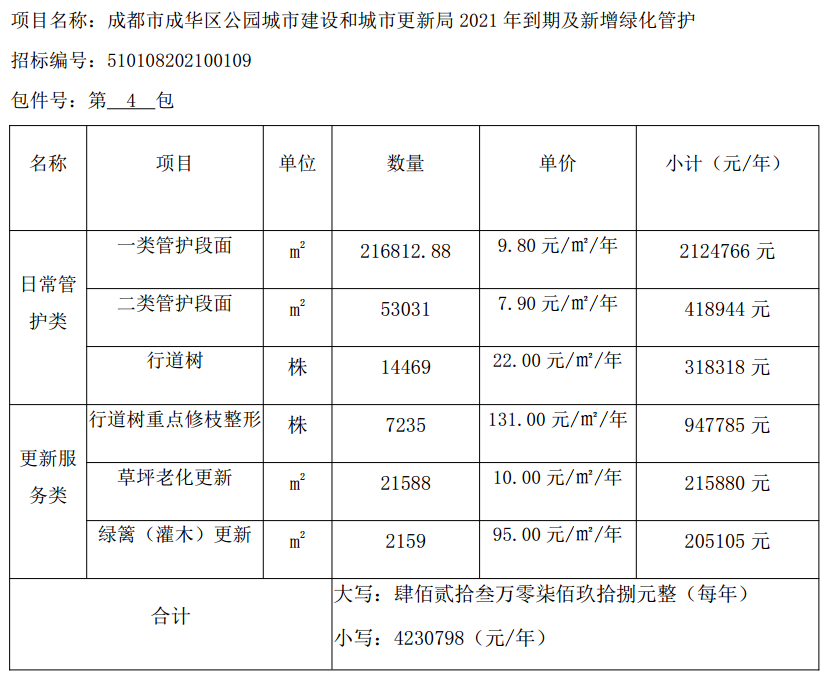 项目名称：成都市成华区公园城市建设和城市更新局 2021 年到期及新增绿化管护
招标编号：510108202100109
包件号：第 4 包
名称 项目 单位 数量 单价 小计（元/年）
日常管护类
一类管护段面 m² 216812.88 9.80 元/㎡/年 2124766 元
二类管护段面 m² 53031 7.90 元/㎡/年 418944 元
行道树 株 14469 22.00 元/㎡/年 318318 元
更新服务类
行道树重点修枝整形 株 7235 131.00 元/㎡/年 947785 元
草坪老化更新 m² 21588 10.00 元/㎡/年 215880 元
绿篱（灌木）更新 m² 2159 95.00 元/㎡/年 205105 元
合计
大写：肆佰贰拾叁万零柒佰玖拾捌元整（每年）
小写：4230798（元/年）